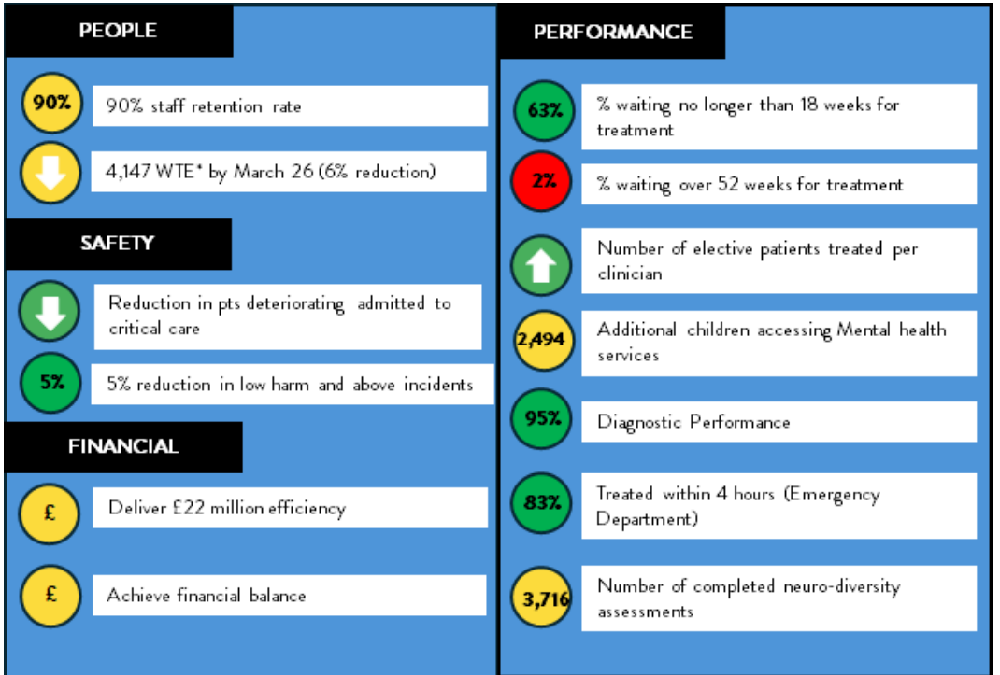 PEOPLE
90%
90% staff retention rate
4,147 WTE* by March 26 (6% reduction)
SAFETY
Reduction in pts deteriorating admitted to
critical care
5%
5% reduction in low harm and above incidents
FINANCIAL
£
Deliver £22 million efficiency
£
Achieve financial balance
PERFORMANCE
63%
% waiting no longer than 18 weeks for
treatment
2%
% waiting over 52 weeks for treatment
Number of elective patients treated per
clinician
2,494
Additional children accessing Mental health
services
95%
Diagnostic Performance
83%
Treated within 4 hours (Emergency
Department)
3,716
Number of completed neuro-diversity
assessments